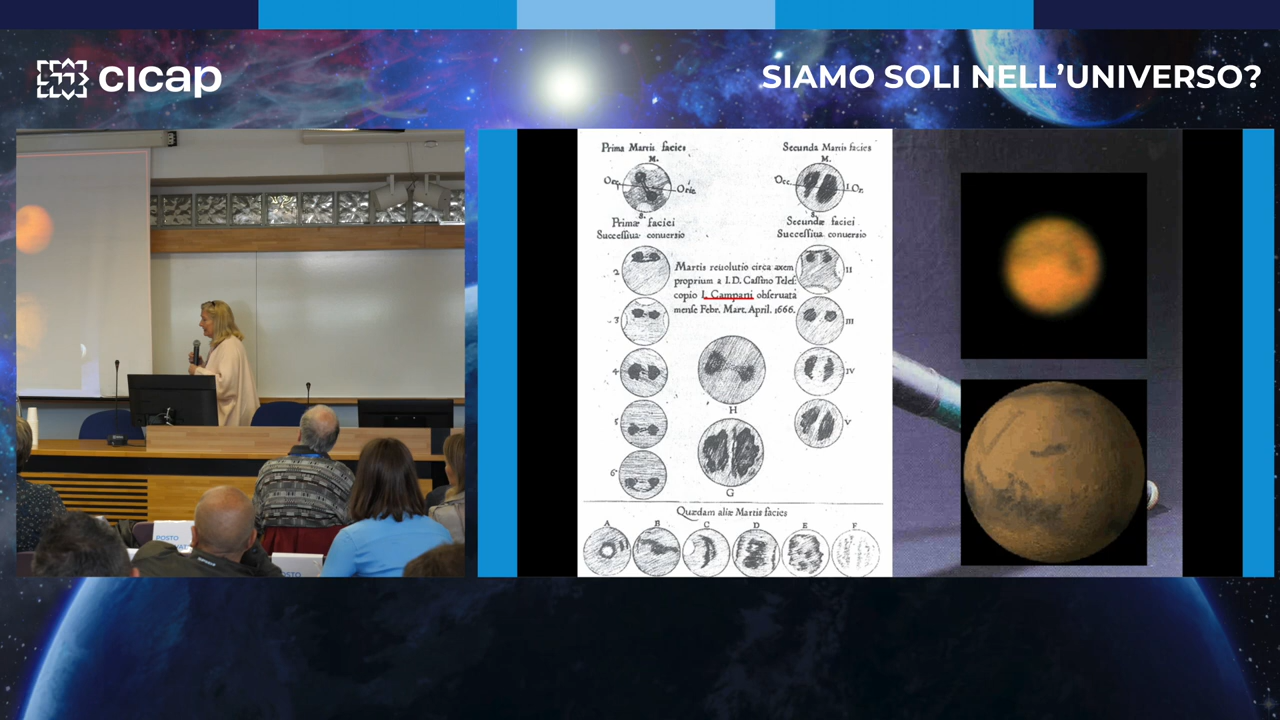 cicap
SIAMO SOLI NELL'UNIVERSO?
Prima Martis facies
M.
Orie
Primæ faciei
Successiua conuersio
2
3
4
5
6
Secunda Martis facies
M.
Occ
Or.
Secundæ faciei
Successiua conuersio
II
III
IV
V
Martis reuolutio circa axem
proprium a I. D. Cassino Teles
copio I. Campani obseruata
mense Febr. Mart. April. 1666.
H
G
Quædam aliæ Martis facies
A B C D E F
POSTO
POSTO